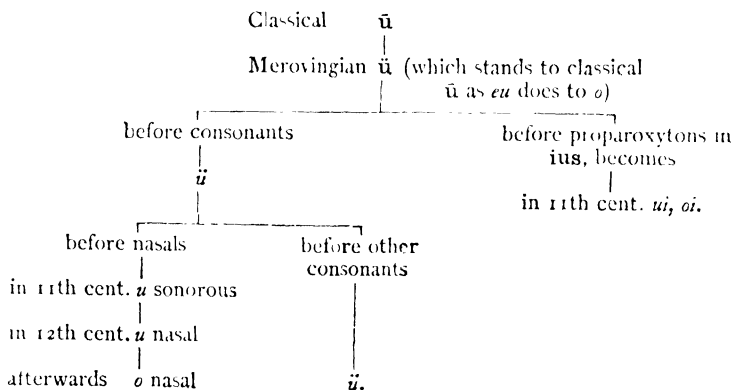 Classical ū
Merovingian ü (which stands to classical
ū as eu does to o)
before consonants
ü
before proparoxytons in
ius, becomes
in 11th cent. ui, oi.
before nasals
in 11th cent. u sonorous
in 12th cent. u nasal
afterwards o nasal
before other
consonants
ü.